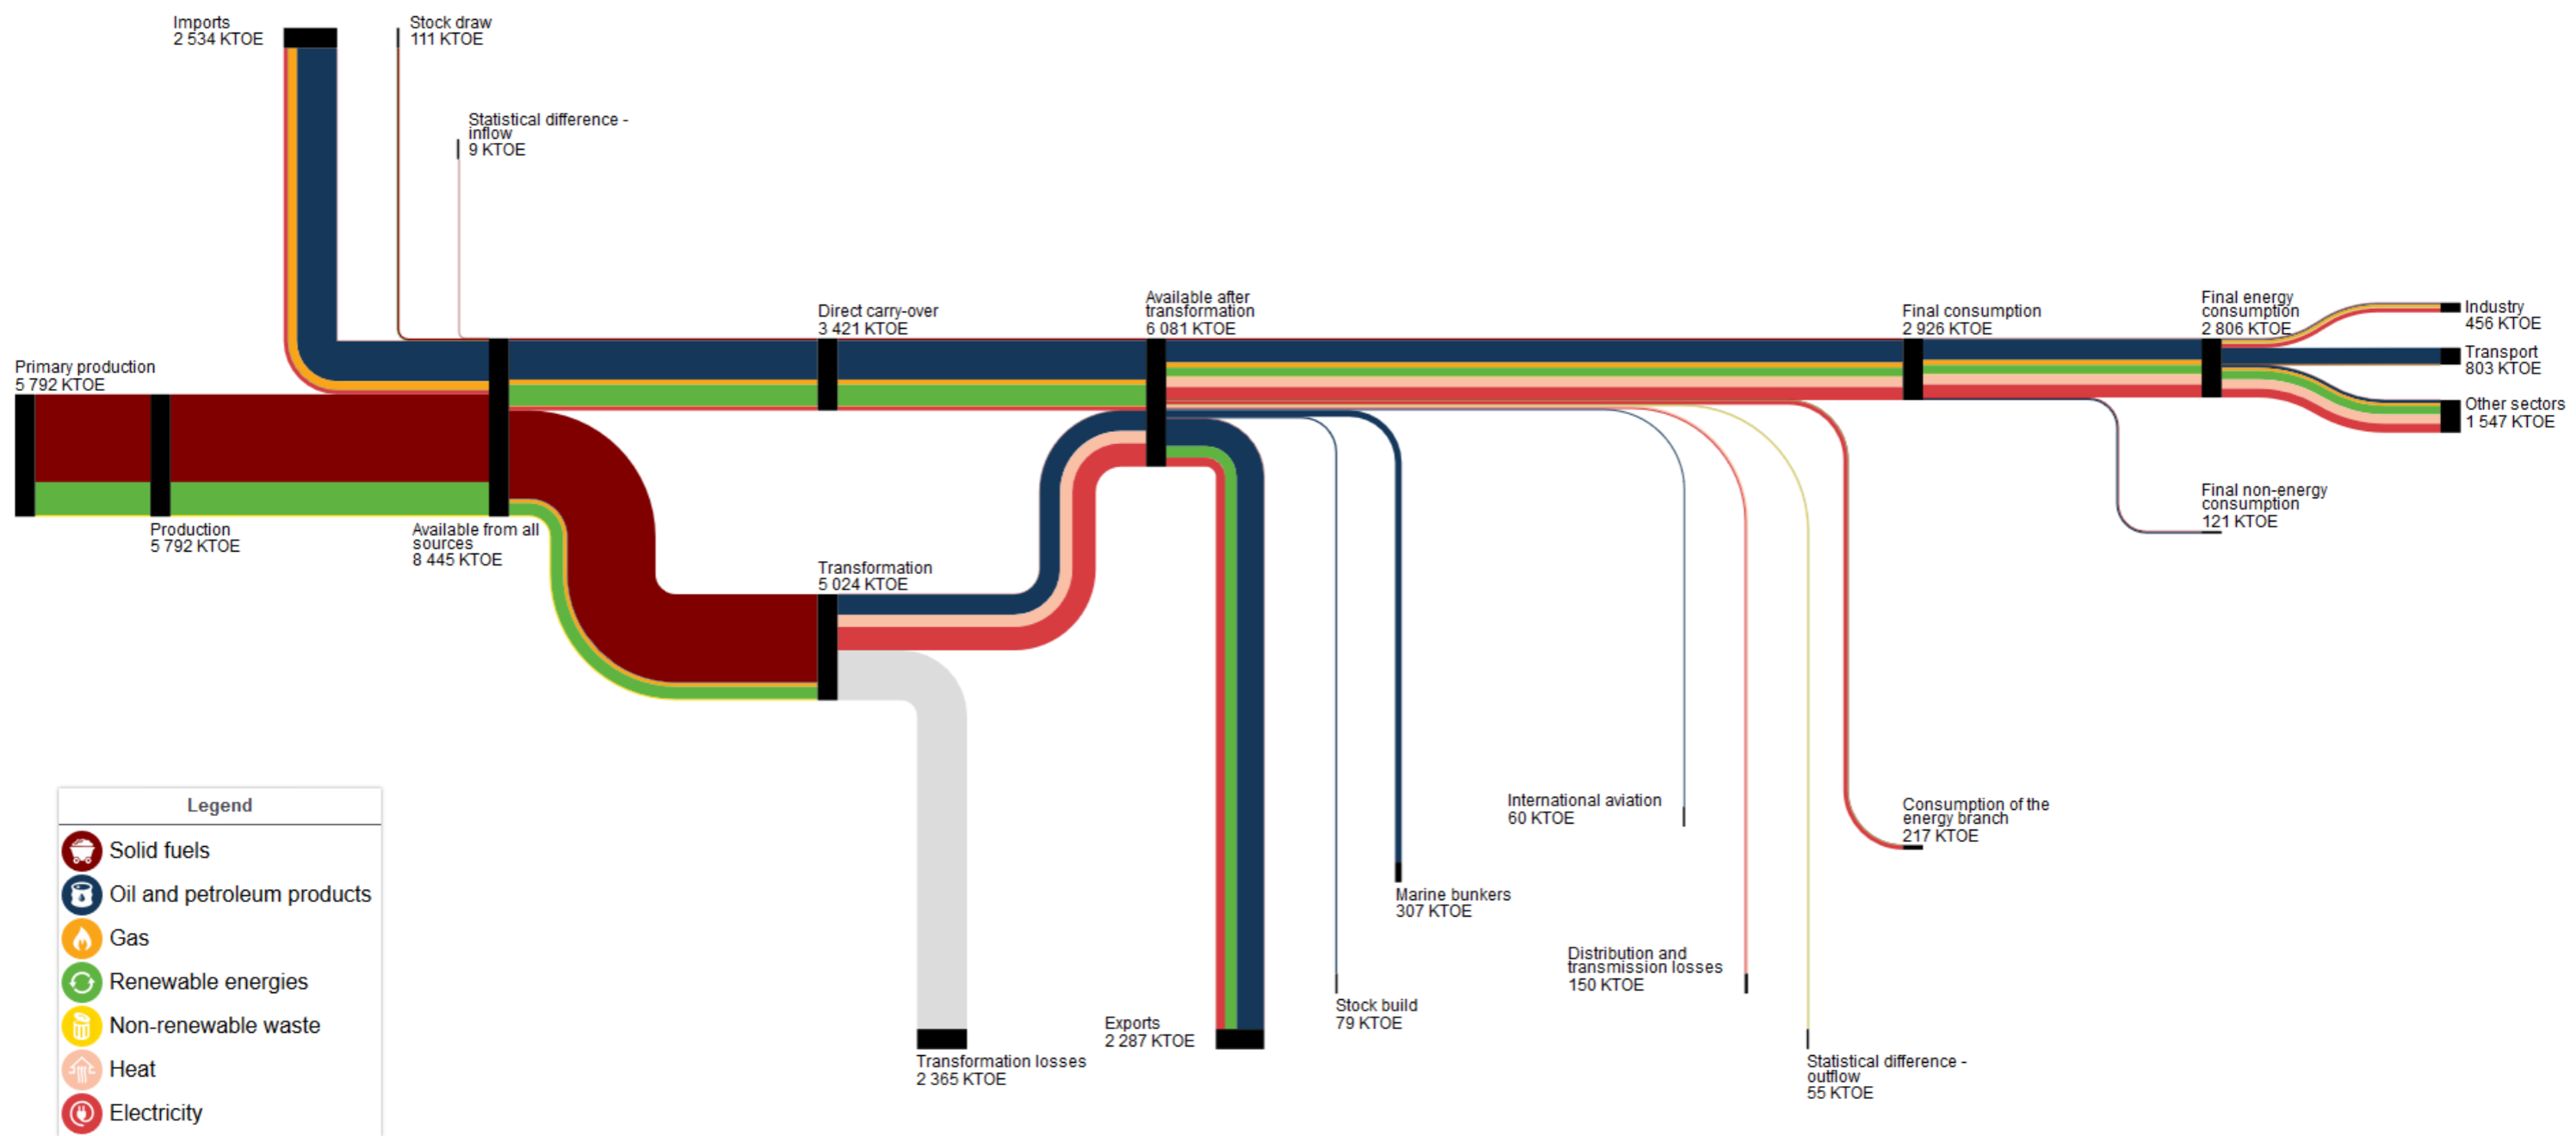 Imports
2 534 KTOE
Stock draw
111 KTOE
Statistical difference -
inflow
9 KTOE
Primary production
5 792 KTOE
Production
5 792 KTOE
Available from all
sources
8 445 KTOE
Direct carry-over
3 421 KTOE
Transformation
5 024 KTOE
Available after
transformation
6 081 KTOE
Final consumption
2 926 KTOE
Final energy
consumption
2 806 KTOE
Industry
456 KTOE
Transport
803 KTOE
Other sectors
1 547 KTOE
Final non-energy
consumption
121 KTOE
International aviation
60 KTOE
Consumption of the
energy branch
217 KTOE
Marine bunkers
307 KTOE
Distribution and
transmission losses
150 KTOE
Stock build
79 KTOE
Exports
2 287 KTOE
Transformation losses
2 365 KTOE
Statistical difference -
outflow
55 KTOE
Legend
Solid fuels
Oil and petroleum products
Gas
Renewable energies
Non-renewable waste
Heat
Electricity